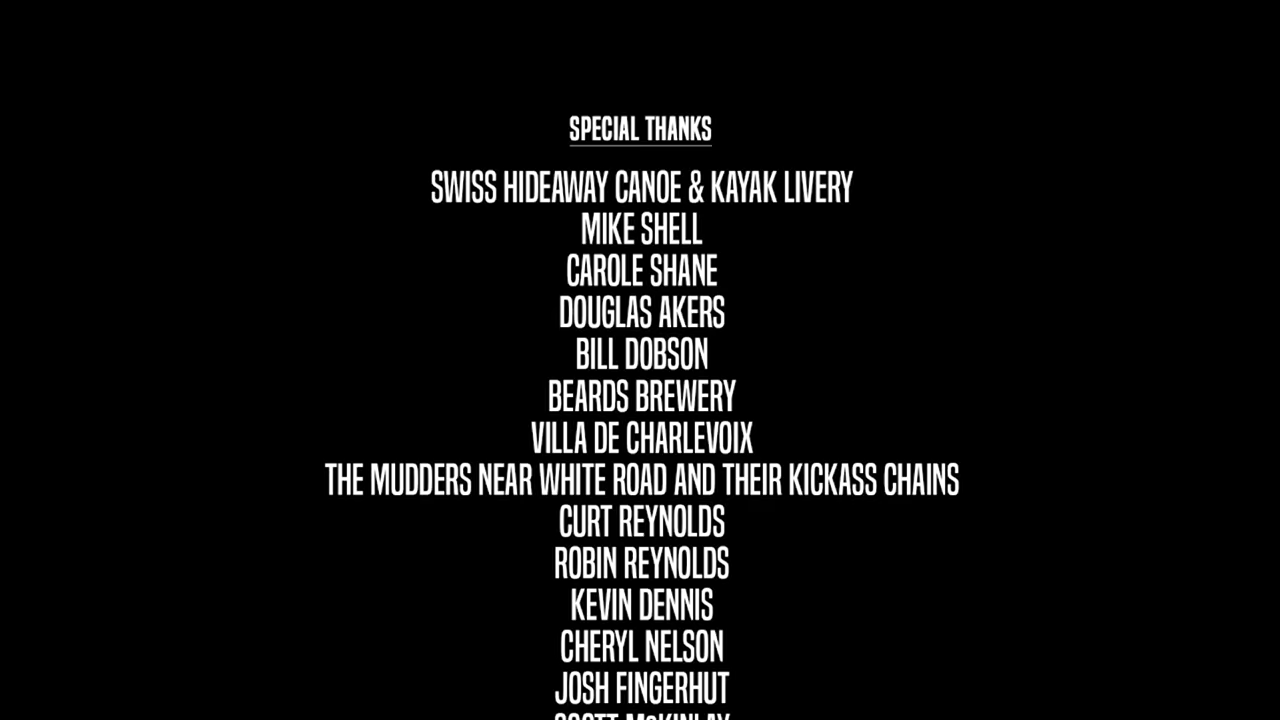 SPECIAL THANKS
SWISS HIDEAWAY CANOE & KAYAK LIVERY
MIKE SHELL
CAROLE SHANE
DOUGLAS AKERS
BILL DOBSON
BEARDS BREWERY
VILLA DE CHARLEVOIX
THE MUDDERS NEAR WHITE ROAD AND THEIR KICKASS CHAINS
CURT REYNOLDS
ROBIN REYNOLDS
KEVIN DENNIS
CHERYL NELSON
JOSH FINGERHUT
SCOTT McKINLAY